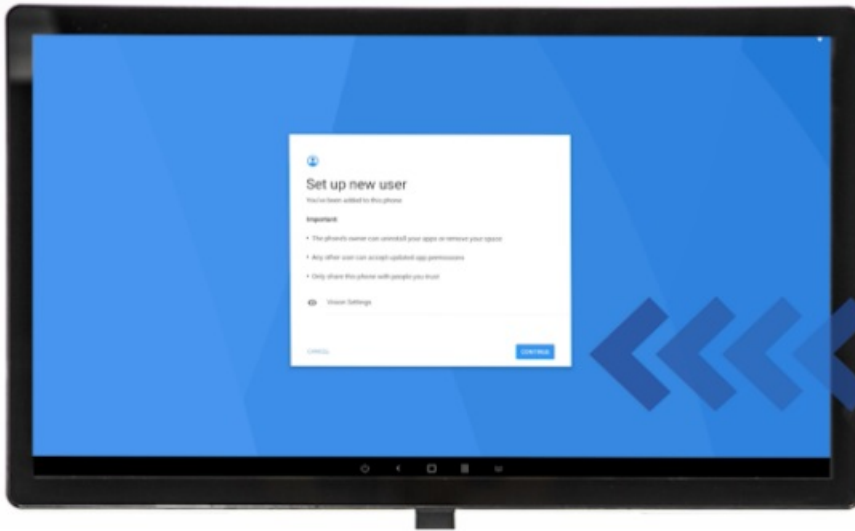 Set up new user
You've been added to this phone
Important:
• The phone's owner can uninstall your apps or remove your space
• Any other user can accept updated app permissions
• Only share this phone with people you trust
Vision Settings
CANCEL
CONTINUE